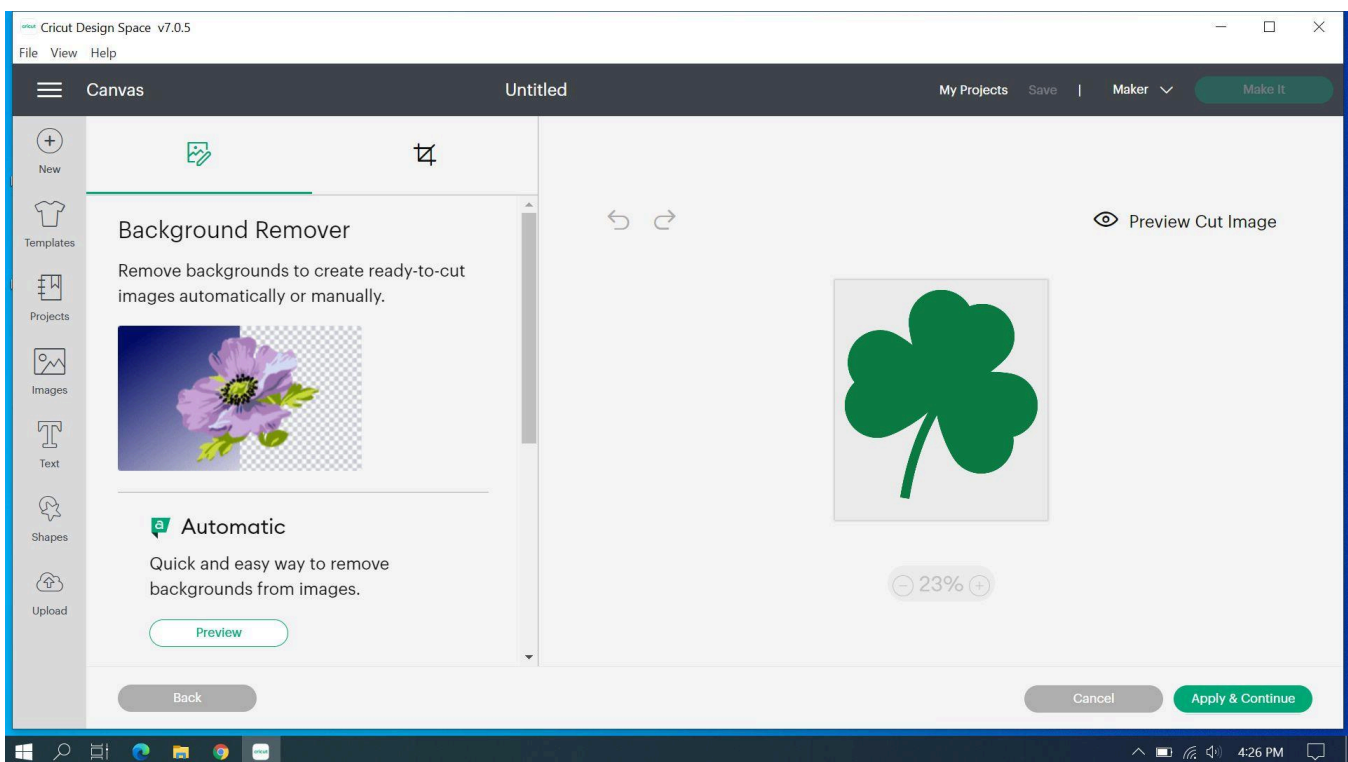 cricut Cricut Design Space v7.0.5
File View Help
Canvas Untitled My Projects Save | Maker Make It
New
Templates
Projects
Images
Text
Shapes
Upload
Background Remover
Remove backgrounds to create ready-to-cut
images automatically or manually.
a Automatic
Quick and easy way to remove
backgrounds from images.
Preview
Preview Cut Image
23%
Back
Cancel Apply & Continue
cricut
4:26 PM